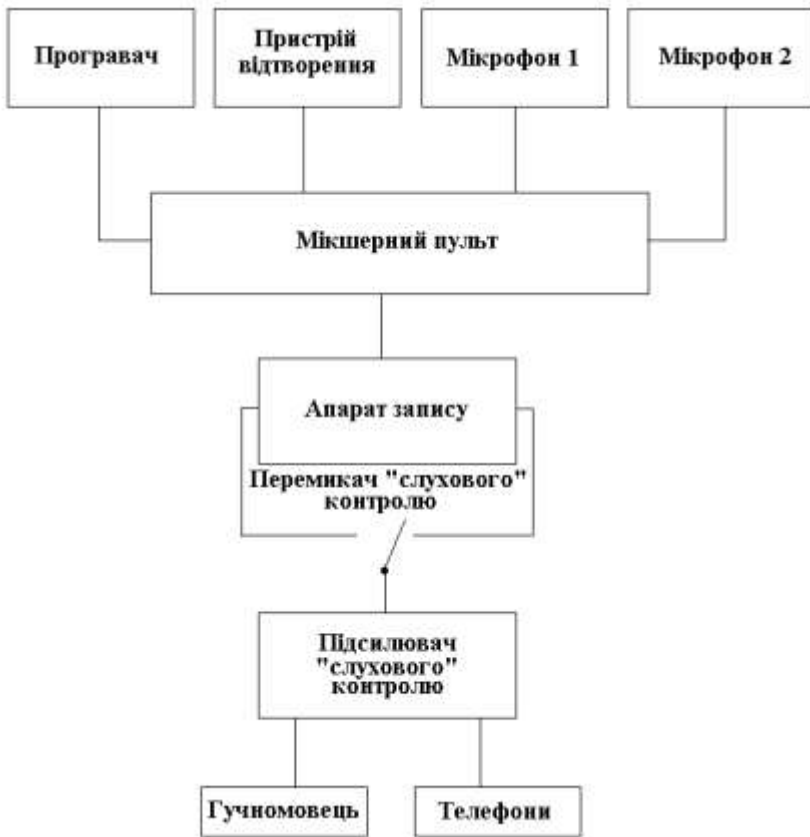 Програвач
Пристрій
відтворення
Мікрофон 1
Мікрофон 2
Мікшерний пульт
Апарат запису
Перемикач "слухового"
контролю
Підсилювач
"слухового"
контролю
Гучномовець
Телефони